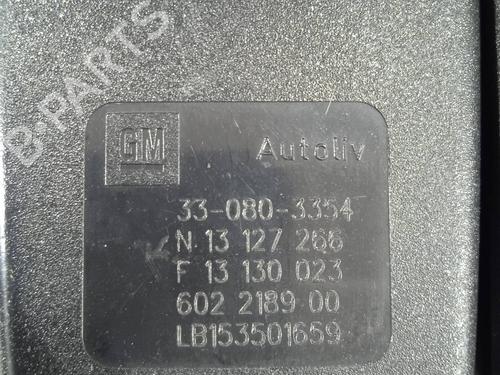 B-PARTS
GM Autoliv
33-080-3354
N 13 127 266
F 13 130 023
602 2189 00
LB153501659